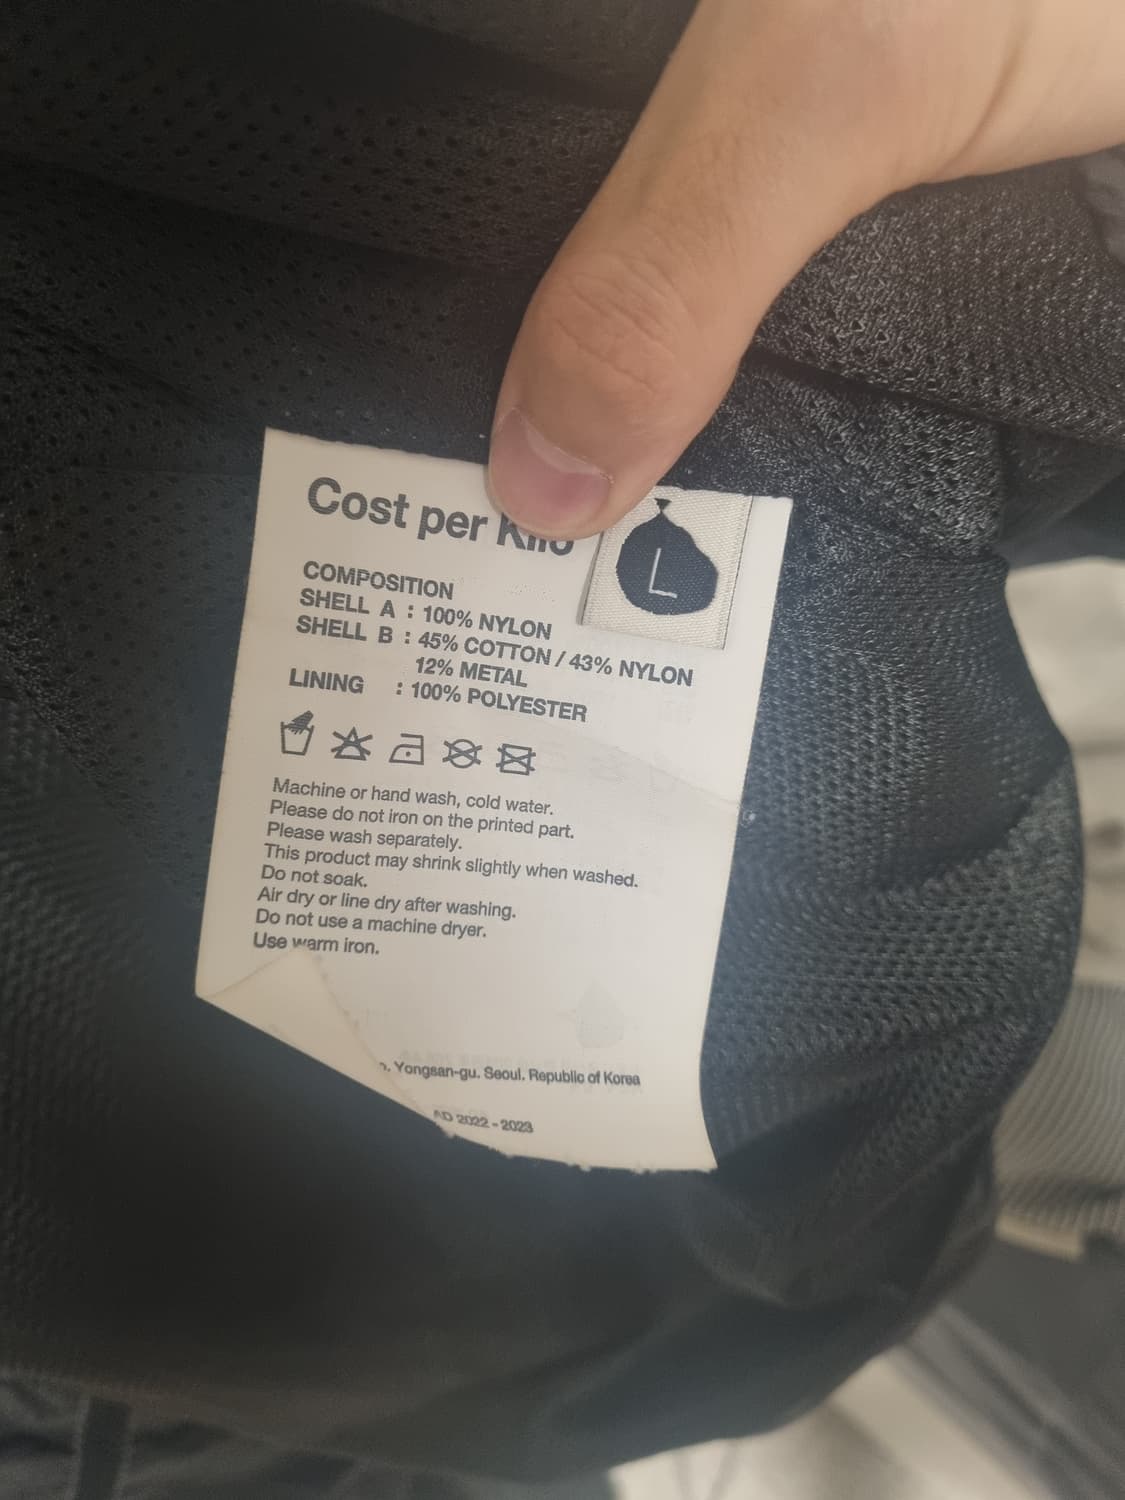 Cost per Kilo
L
COMPOSITION
SHELL A : 100% NYLON
SHELL B : 45% COTTON / 43% NYLON
12% METAL
LINING : 100% POLYESTER
Machine or hand wash, cold water.
Please do not iron on the printed part.
Please wash separately.
This product may shrink slightly when washed.
Do not soak.
Air dry or line dry after washing.
Do not use a machine dryer.
Use warm iron.
Yongsan-gu. Seoul. Republic of Korea
AD 2022 - 2023